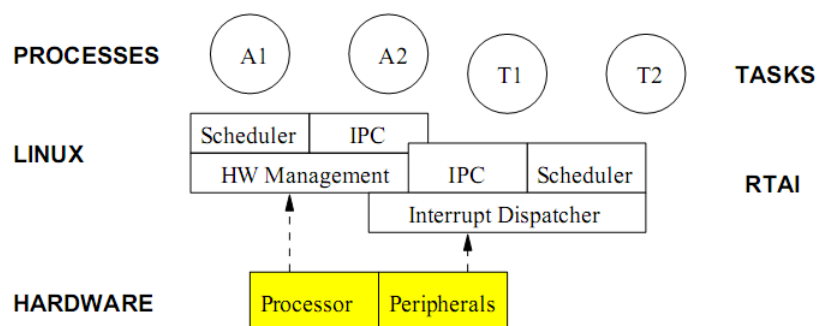 PROCESSES A1 A2 T1 T2 TASKS
Scheduler IPC
LINUX
HW Management IPC Scheduler
RTAI
Interrupt Dispatcher
HARDWARE Processor Peripherals